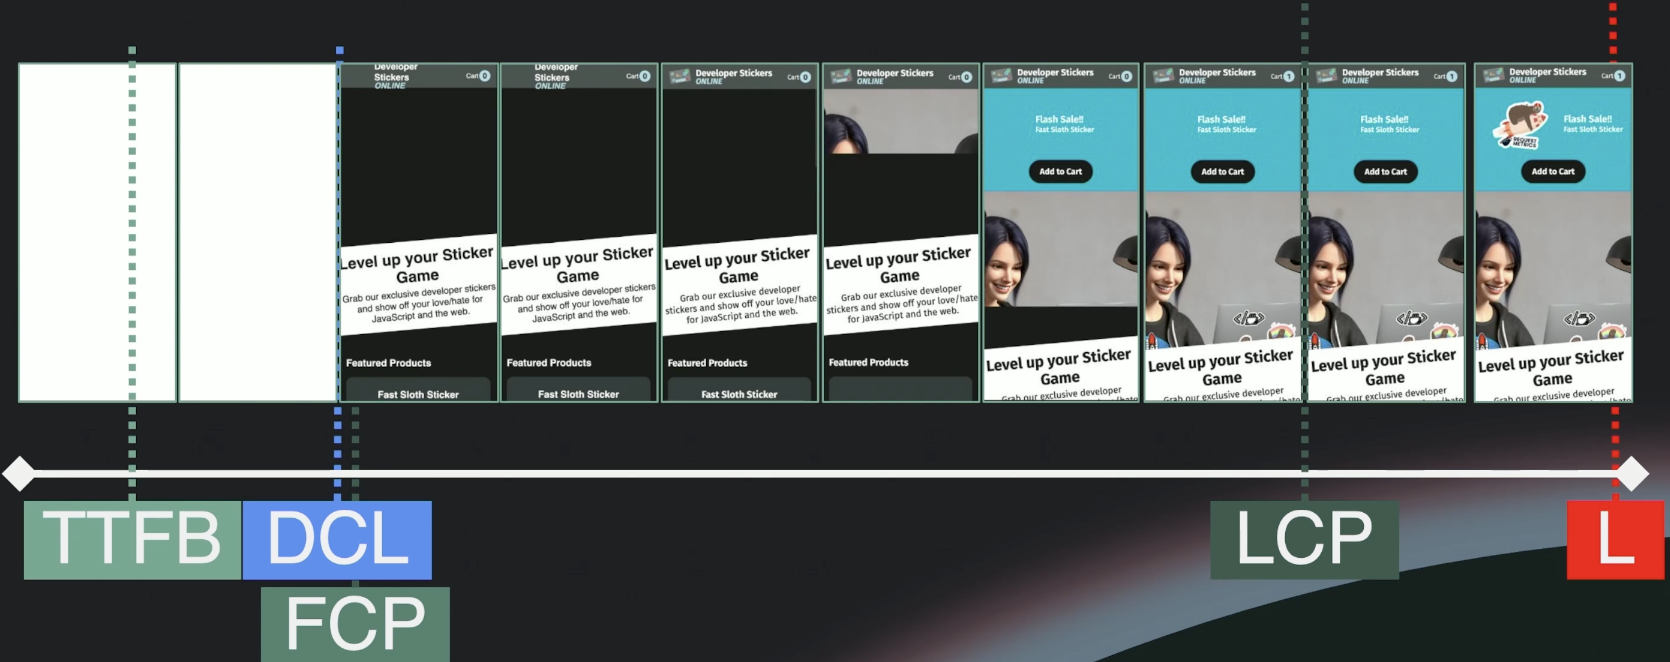 Developer
Stickers
ONLINE
Cart 0
Level up your Sticker
Game
Grab our exclusive developer stickers
and show off your love/hate for
JavaScript and the web.
Featured Products
Fast Sloth Sticker
Developer
Stickers
ONLINE
Cart 0
Level up your Sticker
Game
Grab our exclusive developer stickers
and show off your love/hate for
JavaScript and the web.
Featured Products
Fast Sloth Sticker
Developer Stickers
ONLINE
Cart 0
Level up your Sticker
Game
Grab our exclusive developer
stickers and show off your love/hate
for JavaScript and the web.
Featured Products
Fast Sloth Sticker
Developer Stickers
ONLINE
Cart 0
Level up your Sticker
Game
Grab our exclusive developer
stickers and show off your love/hate
for JavaScript and the web.
Featured Products
Developer Stickers
ONLINE
Cart 0
Flash Sale!!
Fast Sloth Sticker
Add to Cart
Level up your Sticker
Game
Grab our exclusive developer
Developer Stickers
ONLINE
Cart 1
Flash Sale!!
Fast Sloth Sticker
Add to Cart
</>
Level up your Sticker
Game
Grab our exclusive developer
Developer Stickers
ONLINE
Cart 1
Flash Sale!!
Fast Sloth Sticker
Add to Cart
</>
Level up your Sticker
Game
Grab our exclusive developer
Developer Stickers
ONLINE
Cart 1
REQUEST
METRICS
Flash Sale!!
Fast Sloth Sticker
Add to Cart
</>
Level up your Sticker
Game
Grab our exclusive developer
TTFB
DCL
FCP
LCP
L